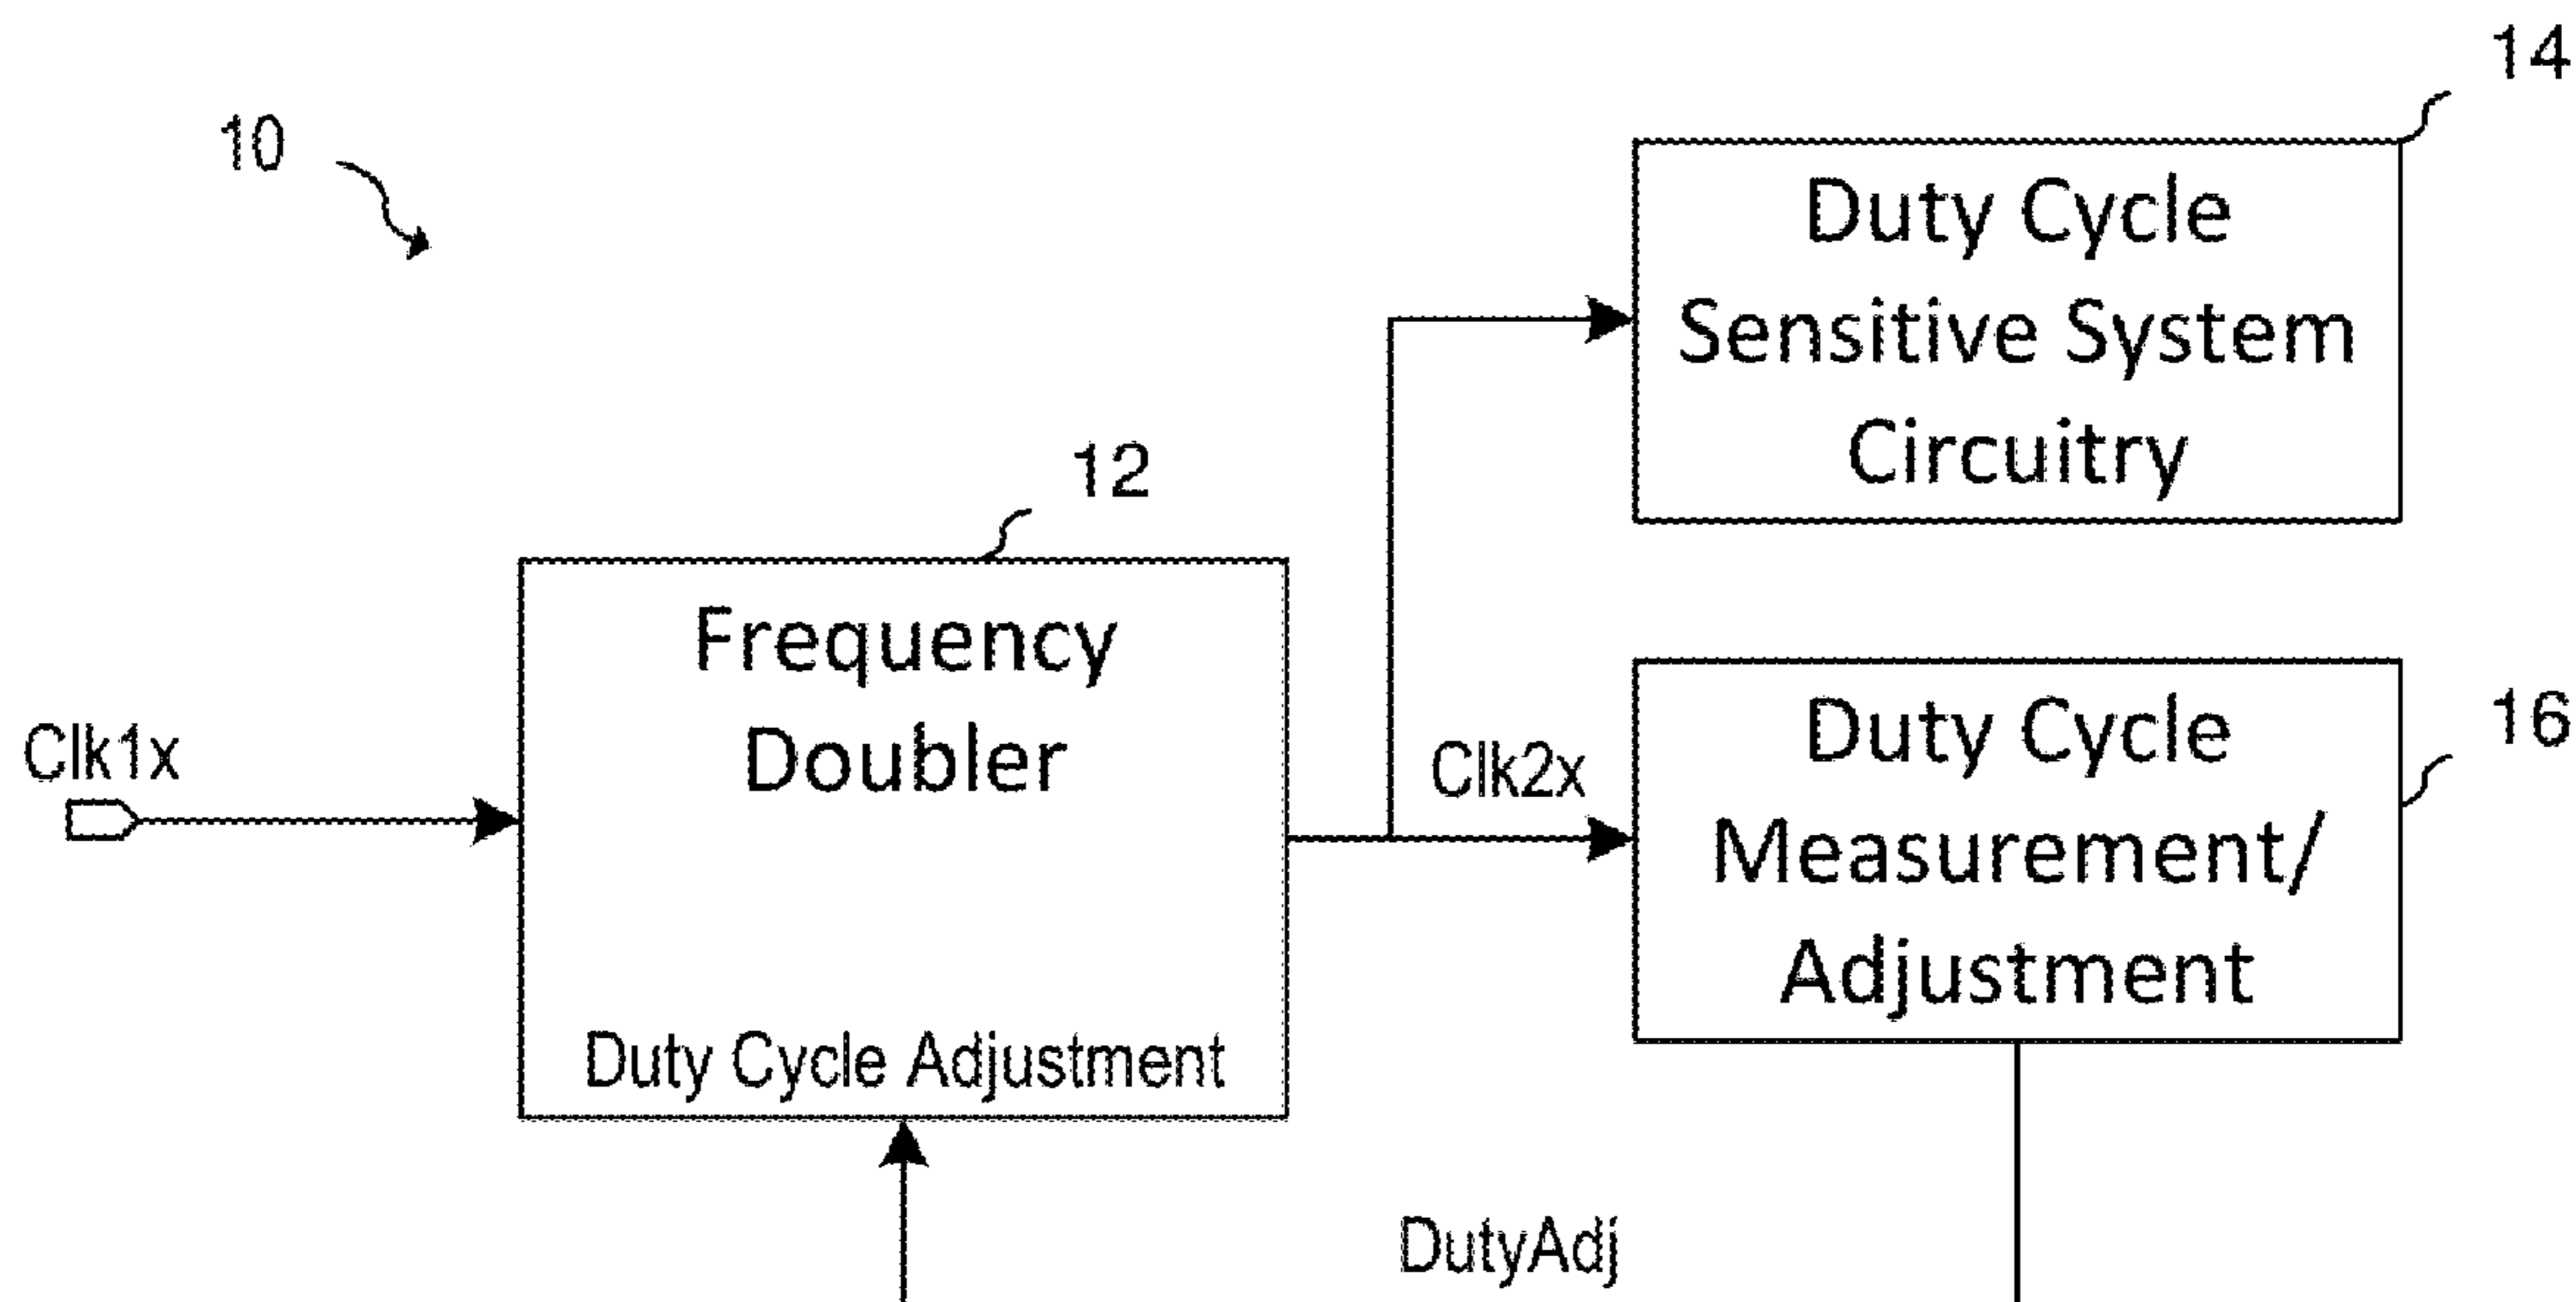 14
10
Duty Cycle
Sensitive System
Circuitry
12
Frequency
Doubler
Duty Cycle Adjustment
Clk1x
Clk2x
16
Duty Cycle
Measurement/
Adjustment
DutyAdj